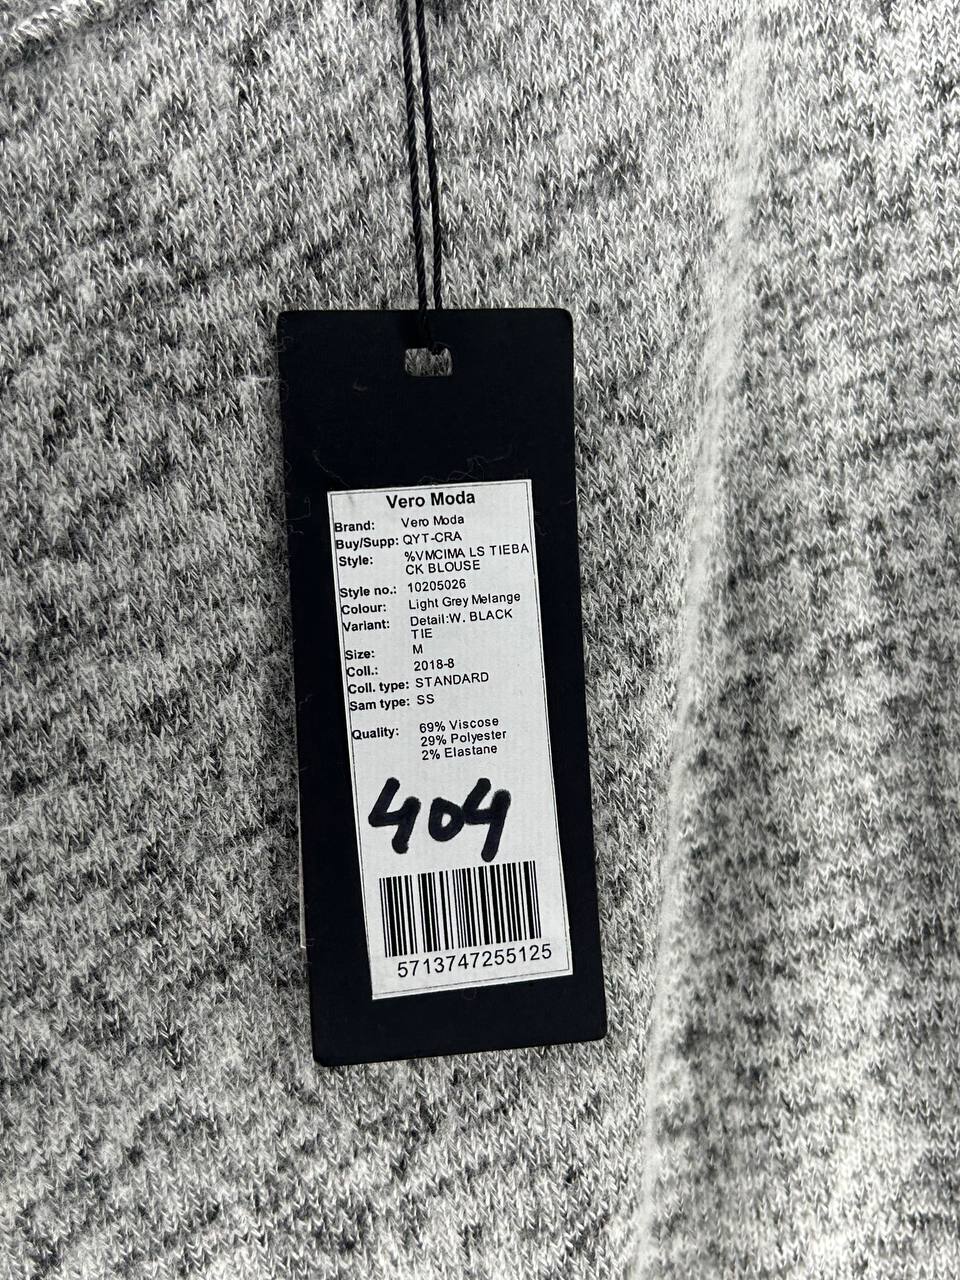 Vero Moda
Brand: Vero Moda
Buy/Supp: QYT-CRA
Style: %VMCIMA LS TIEBA
CK BLOUSE
Style no.: 10205026
Colour: Light Grey Melange
Variant: Detail:W. BLACK
TIE
Size: M
Coll.: 2018-8
Coll. type: STANDARD
Sam type: SS
Quality: 69% Viscose
29% Polyester
2% Elastane
404
5713747255125